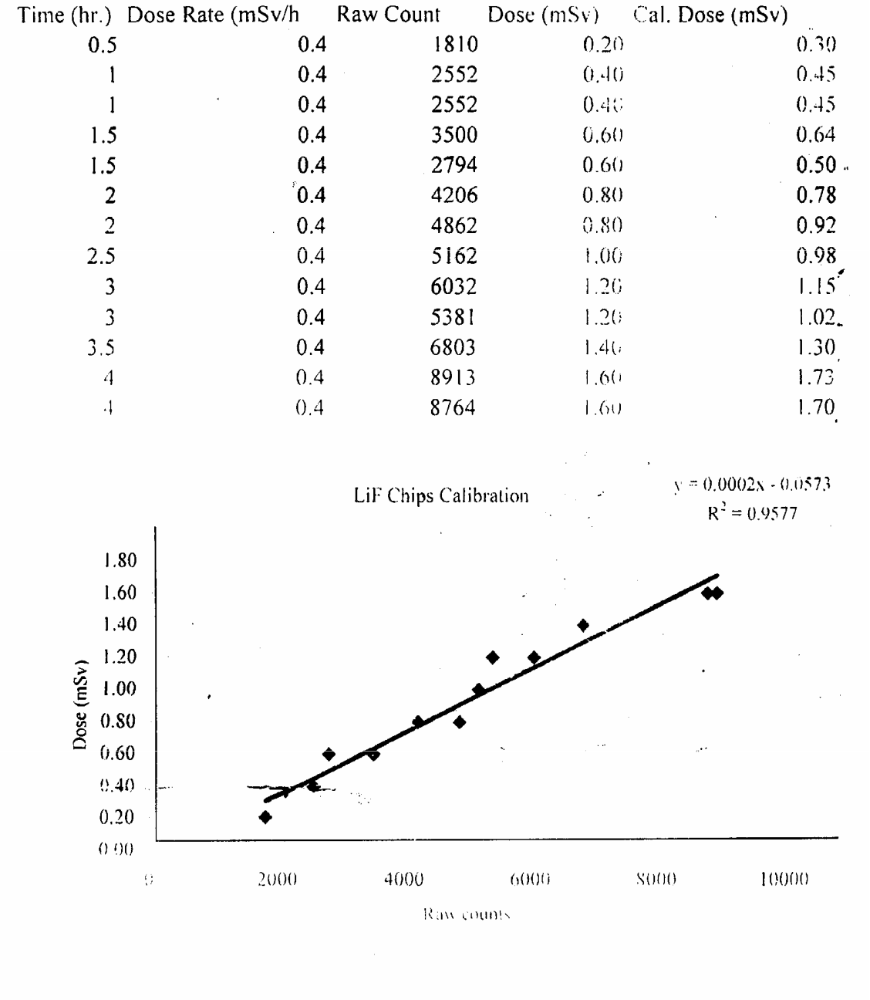 Time (hr.) Dose Rate (mSv/h Raw Count Dose (mSv) Cal. Dose (mSv)
0.5 0.4 1810 0.20 0.30
1 0.4 2552 0.40 0.45
1 0.4 2552 0.40 0.45
1.5 0.4 3500 0.60 0.64
1.5 0.4 2794 0.60 0.50
2 0.4 4206 0.80 0.78
2 0.4 4862 0.80 0.92
2.5 0.4 5162 1.00 0.98
3 0.4 6032 1.20 1.15
3 0.4 5381 1.20 1.02
3.5 0.4 6803 1.40 1.30
4 0.4 8913 1.60 1.73
4 0.4 8764 1.60 1.70
LiF Chips Calibration
y = 0.0002x - 0.0573
R² = 0.9577
Dose (mSv)
1.80
1.60
1.40
1.20
1.00
0.80
0.60
0.40
0.20
0.00
0 2000 4000 6000 8000 10000
Raw counts